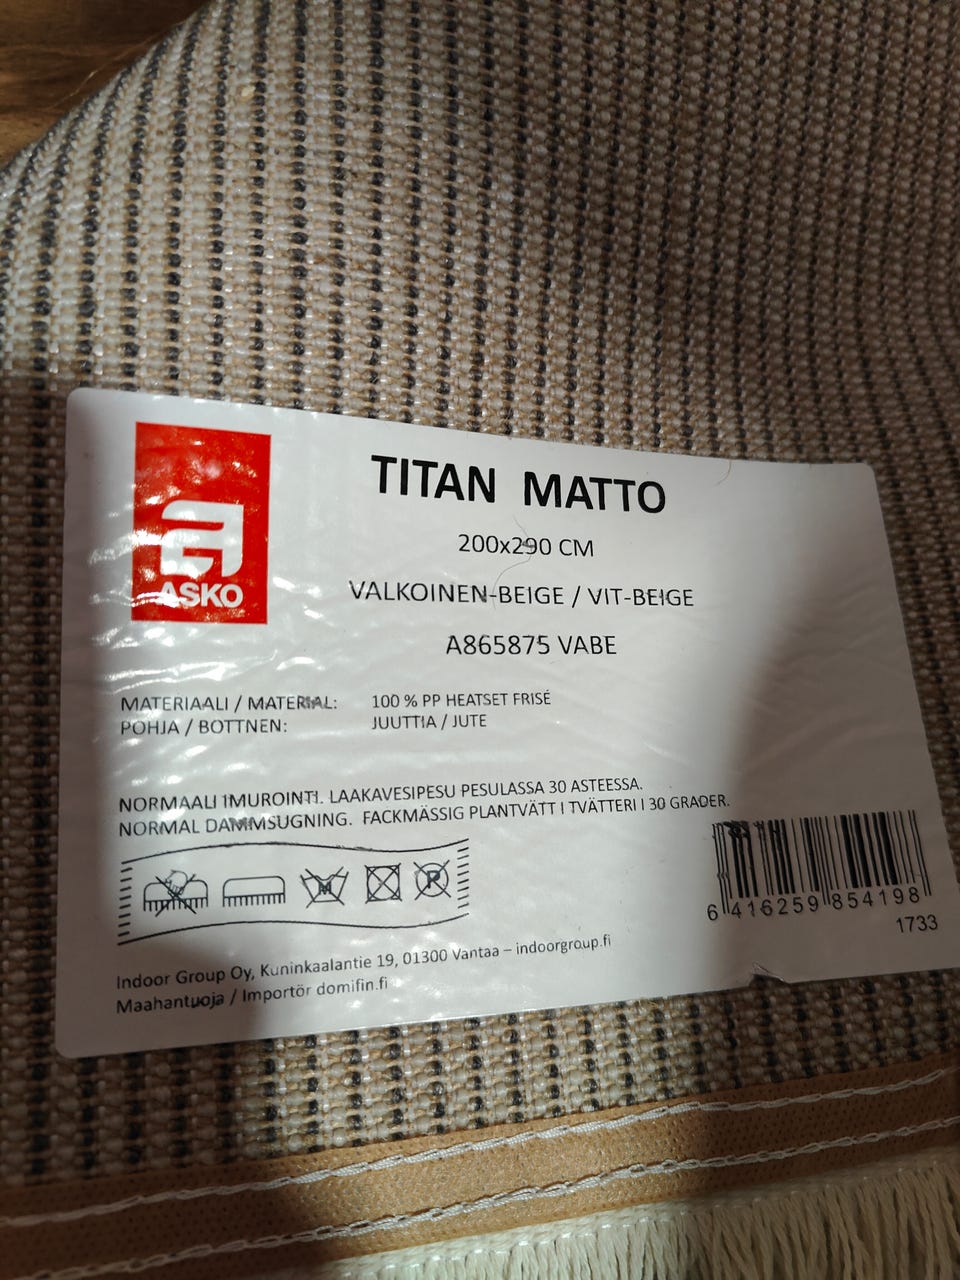 ASKO
TITAN MATTO
200x290 CM
VALKOINEN-BEIGE / VIT-BEIGE
A865875 VABE
MATERIAALI / MATERIAL: 100 % PP HEATSET FRISÉ
POHJA / BOTTNEN: JUUTTIA / JUTE
NORMAALI IMUROINTI. LAAKAVESIPESU PESULASSA 30 ASTEESSA.
NORMAL DAMMSUGNING. FACKMÄSSIG PLANTVÄTT I TVÄTTERI I 30 GRADER.
M P
6 416259 854198
1733
Indoor Group Oy, Kuninkaalantie 19, 01300 Vantaa – indoorgroup.fi
Maahantuoja / Importör domifin.fi